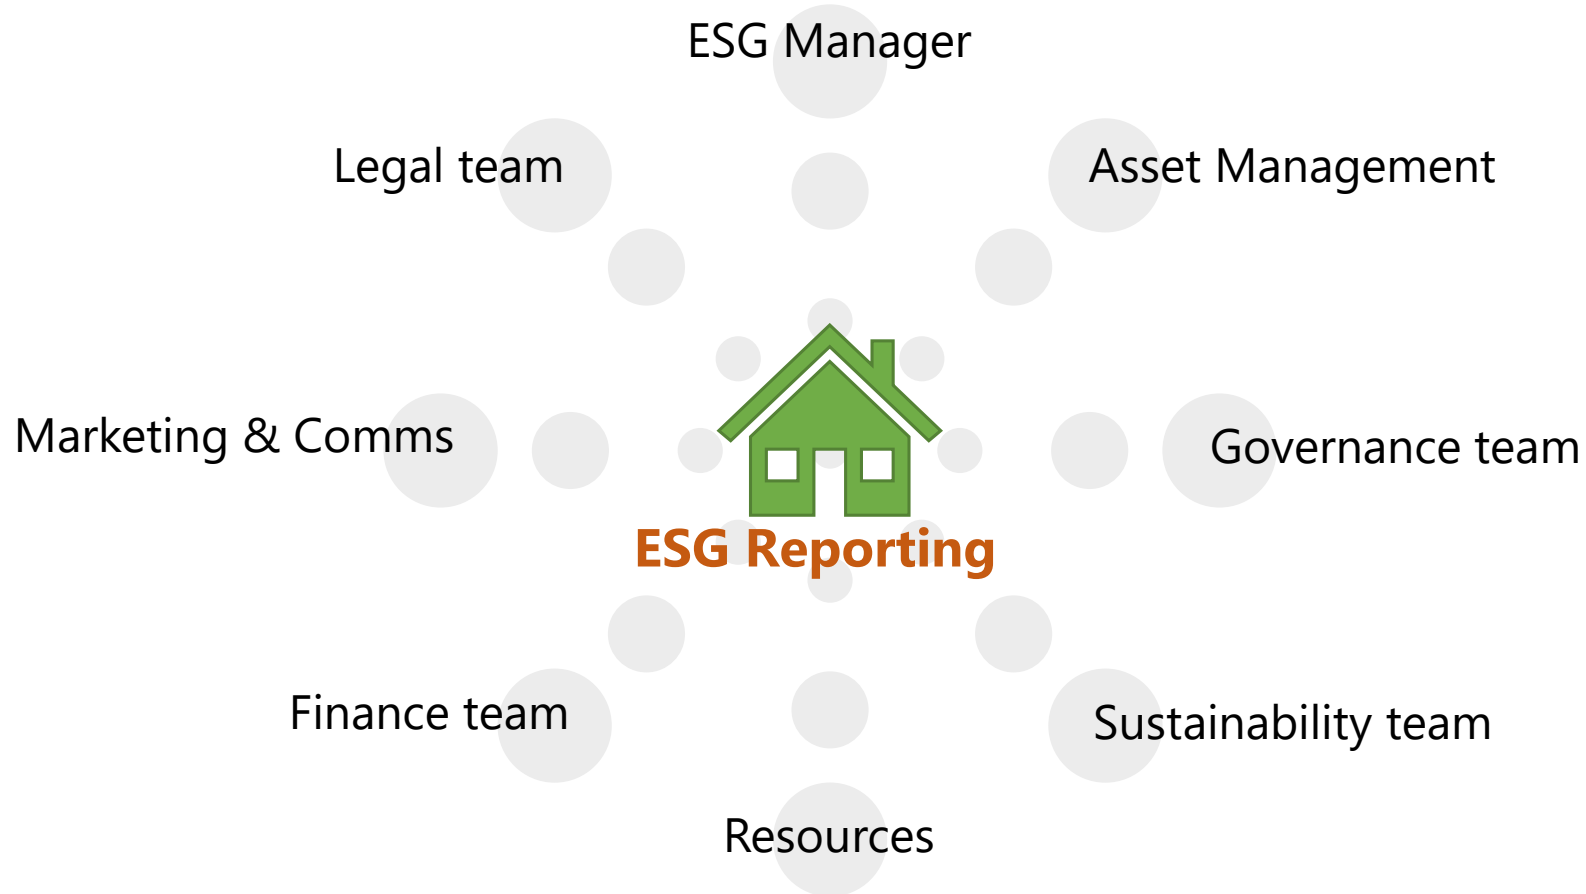 ESG Manager
Legal team
Asset Management
Marketing & Comms
Governance team
ESG Reporting
Finance team
Sustainability team
Resources